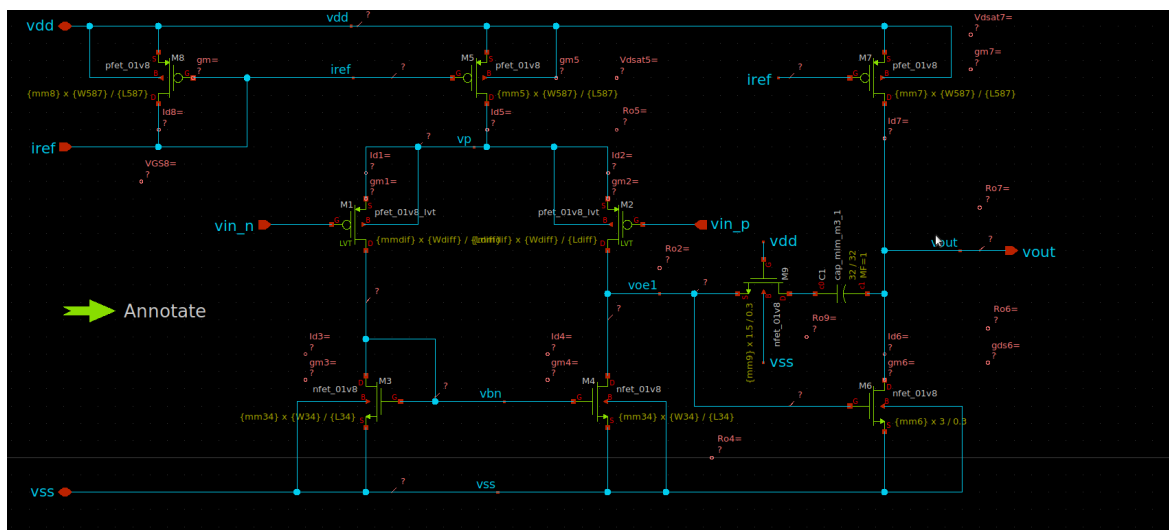 vdd
vdd
?
Vdsat7=
?
M8
gm=
?
pfet_01v8
S
B
G
D
{mm8} x {W587} / {L587}
iref
?
M5
gm5
?
pfet_01v8
S
B
G
D
{mm5} x {W587} / {L587}
Vdsat5=
?
iref
?
M7
gm7=
?
pfet_01v8
S
B
G
D
{mm7} x {W587} / {L587}
Id8=
?
Id5=
?
Ro5=
?
Id7=
?
iref
VGS8=
?
vp
?
Id1=
?
gm1=
?
Id2=
?
gm2=
?
Ro7=
?
vin_n
M1
S
G
B
D
LVT
pfet_01v8_lvt
pfet_01v8_lvt
M2
S
G
B
D
LVT
vin_p
{mmdif} x {Wdiff} / {Ldiff}
{mmdif} x {Wdiff} / {Ldiff}
Ro2=
?
vdd
vout
?
vout
voe1
?
G
M9
S
B
D
nfet_01v8
{mm9} x 1.5 / 0.3
vss
C1
c0
c1
cap_mim_m3_1
32 / 32
MF=1
Ro9=
?
Ro6=
?
gds6=
?
Annotate
?
?
Id3=
?
gm3=
?
Id4=
?
gm4=
?
Id6=
?
gm6=
?
M3
nfet_01v8
D
B
G
S
{mm34} x {W34} / {L34}
vbn
?
M4
nfet_01v8
D
B
G
S
{mm34} x {W34} / {L34}
?
M6
nfet_01v8
D
B
G
S
{mm6} x 3 / 0.3
Ro4=
?
vss
?
vss
?